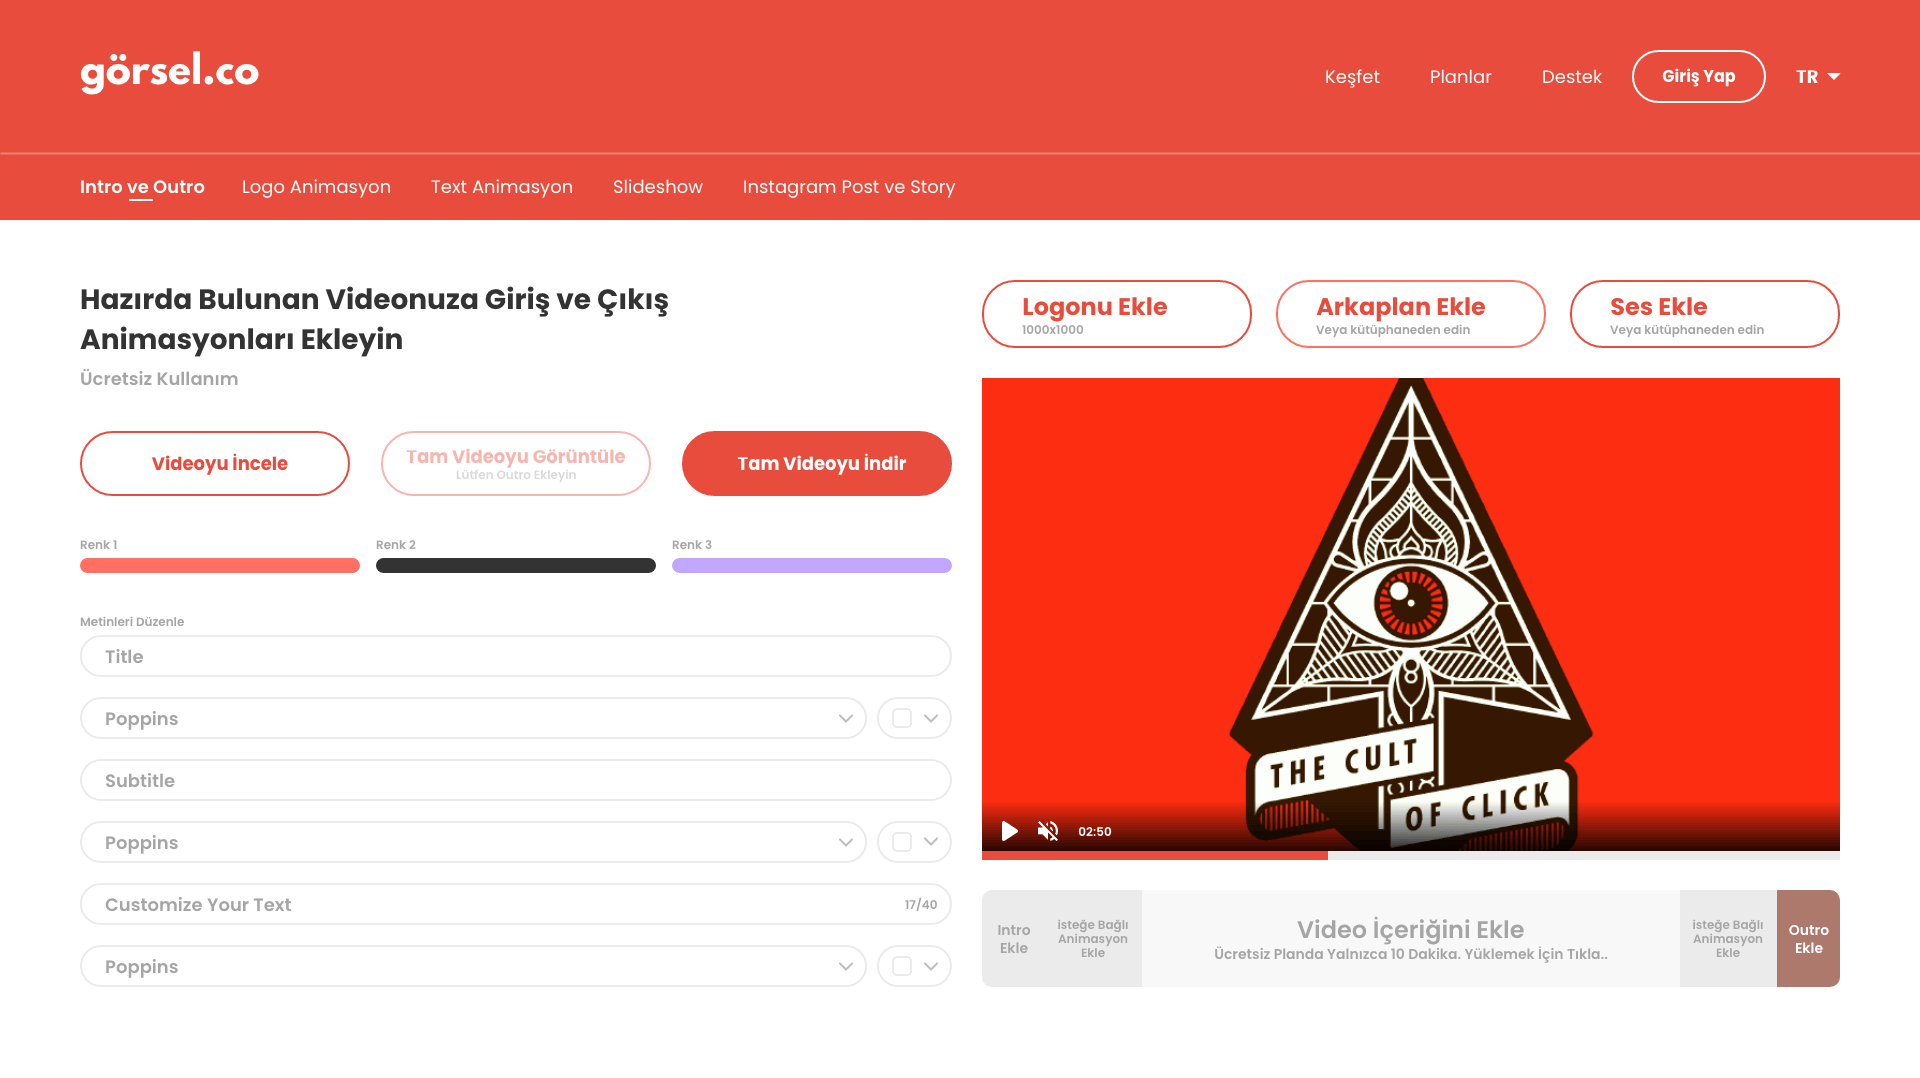 görsel.co
Keşfet
Planlar
Destek
Giriş Yap
TR
Intro ve Outro
Logo Animasyon
Text Animasyon
Slideshow
Instagram Post ve Story
Hazırda Bulunan Videonuza Giriş ve Çıkış
Animasyonları Ekleyin
Ücretsiz Kullanım
Videoyu İncele
Tam Videoyu Görüntüle
Lütfen Outro Ekleyin
Tam Videoyu İndir
Renk 1
Renk 2
Renk 3
Metinleri Düzenle
Title
Poppins
Subtitle
Poppins
Customize Your Text
17/40
Poppins
Logonu Ekle
1000x1000
Arkaplan Ekle
Veya kütüphaneden edin
Ses Ekle
Veya kütüphaneden edin
THE CULT
OF CLICK
02:50
Intro
Ekle
isteğe Bağlı
Animasyon
Ekle
Video İçeriğini Ekle
Ücretsiz Planda Yalnızca 10 Dakika. Yüklemek İçin Tıkla..
isteğe Bağlı
Animasyon
Ekle
Outro
Ekle